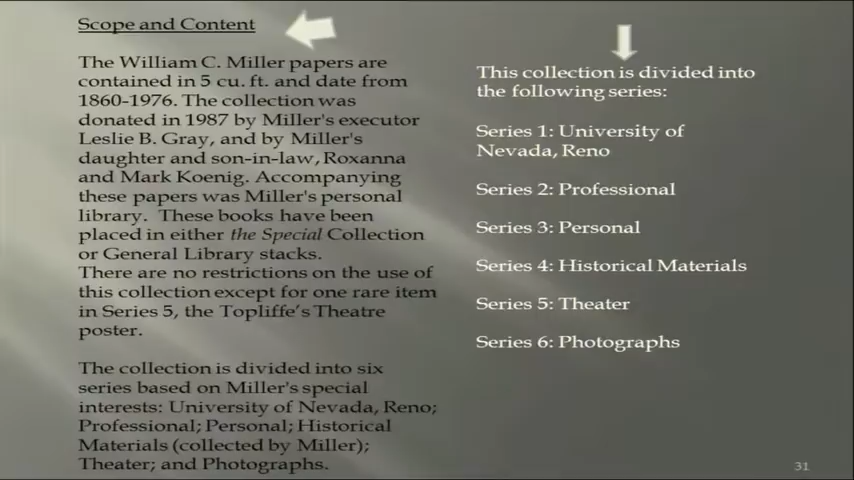 Scope and Content
The William C. Miller papers are
contained in 5 cu. ft. and date from
1860-1976. The collection was
donated in 1987 by Miller's executor
Leslie B. Gray, and by Miller's
daughter and son-in-law, Roxanna
and Mark Koenig. Accompanying
these papers was Miller's personal
library.  These books have been
placed in either the Special Collection
or General Library stacks.
There are no restrictions on the use of
this collection except for one rare item
in Series 5, the Topliffe's Theatre
poster.
The collection is divided into six
series based on Miller's special
interests: University of Nevada, Reno;
Professional; Personal; Historical
Materials (collected by Miller);
Theater; and Photographs.
This collection is divided into
the following series:
Series 1: University of
Nevada, Reno
Series 2: Professional
Series 3: Personal
Series 4: Historical Materials
Series 5: Theater
Series 6: Photographs
31